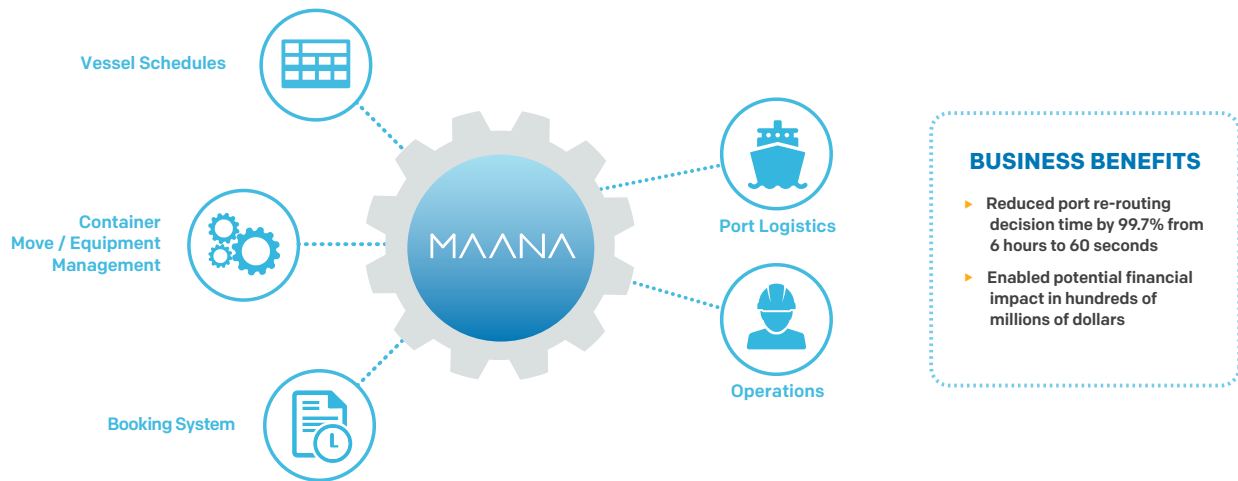 Vessel Schedules
Container
Move / Equipment
Management
Booking System
MAANA
Port Logistics
Operations
BUSINESS BENEFITS
Reduced port re-routing
decision time by 99.7% from
6 hours to 60 seconds
Enabled potential financial
impact in hundreds of
millions of dollars